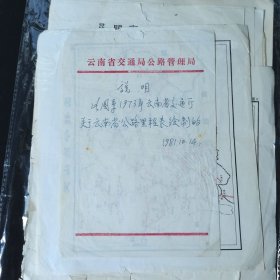 云南省交通局公路管理局
说明
此图系1973年云南省交通厅
关于云南省公路里程表绘制的
1981.10.14.